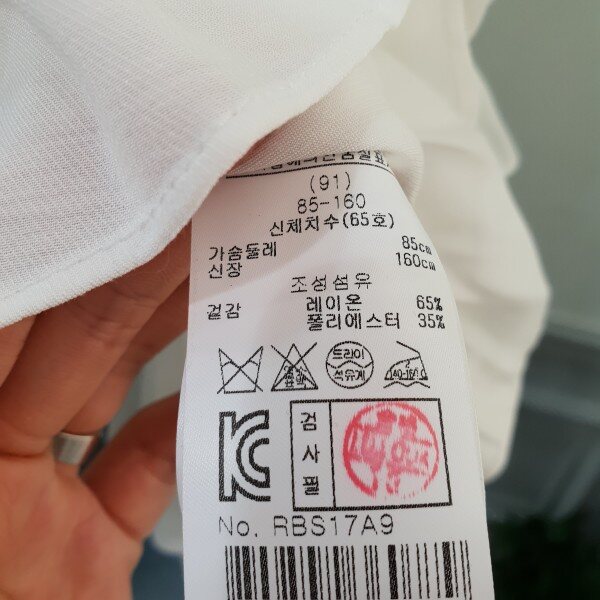 (91)
85-160
신체치수(65호)
가슴둘레 85cm
신장 160cm
조성섬유
겉감 레이온 65%
폴리에스터 35%
드라이
석유계
검사필
No. RBS17A9